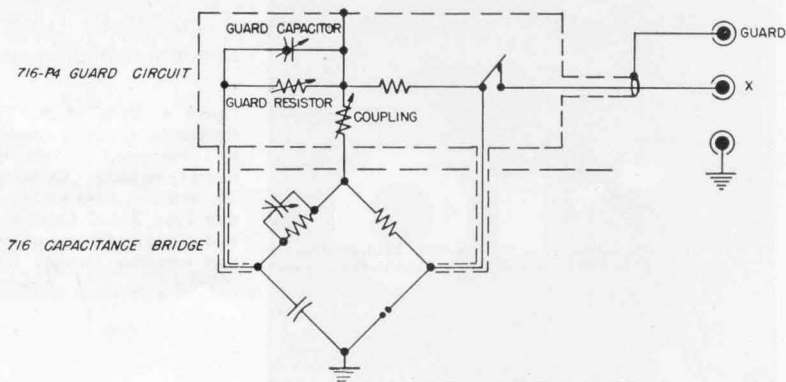 GUARD CAPACITOR
GUARD
716-P4 GUARD CIRCUIT
GUARD RESISTOR
X
COUPLING
716 CAPACITANCE BRIDGE